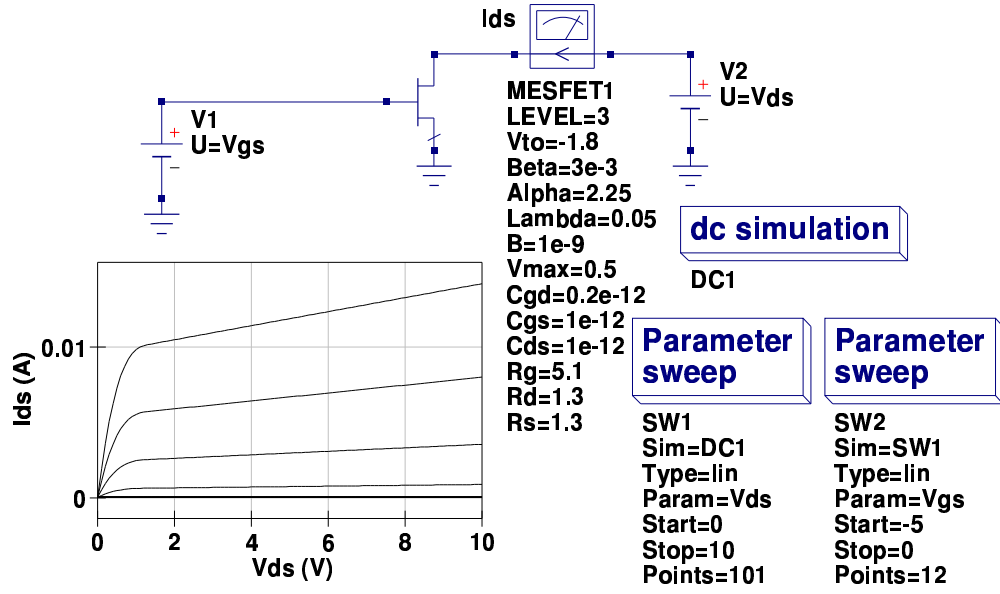 Ids
V1
U=Vgs
MESFET1
LEVEL=3
Vto=-1.8
Beta=3e-3
Alpha=2.25
Lambda=0.05
B=1e-9
Vmax=0.5
Cgd=0.2e-12
Cgs=1e-12
Cds=1e-12
Rg=5.1
Rd=1.3
Rs=1.3
V2
U=Vds
dc simulation
DC1
Parameter
sweep
SW1
Sim=DC1
Type=lin
Param=Vds
Start=0
Stop=10
Points=101
Parameter
sweep
SW2
Sim=SW1
Type=lin
Param=Vgs
Start=-5
Stop=0
Points=12
Ids (A)
0.01
0
0 2 4 6 8 10
Vds (V)